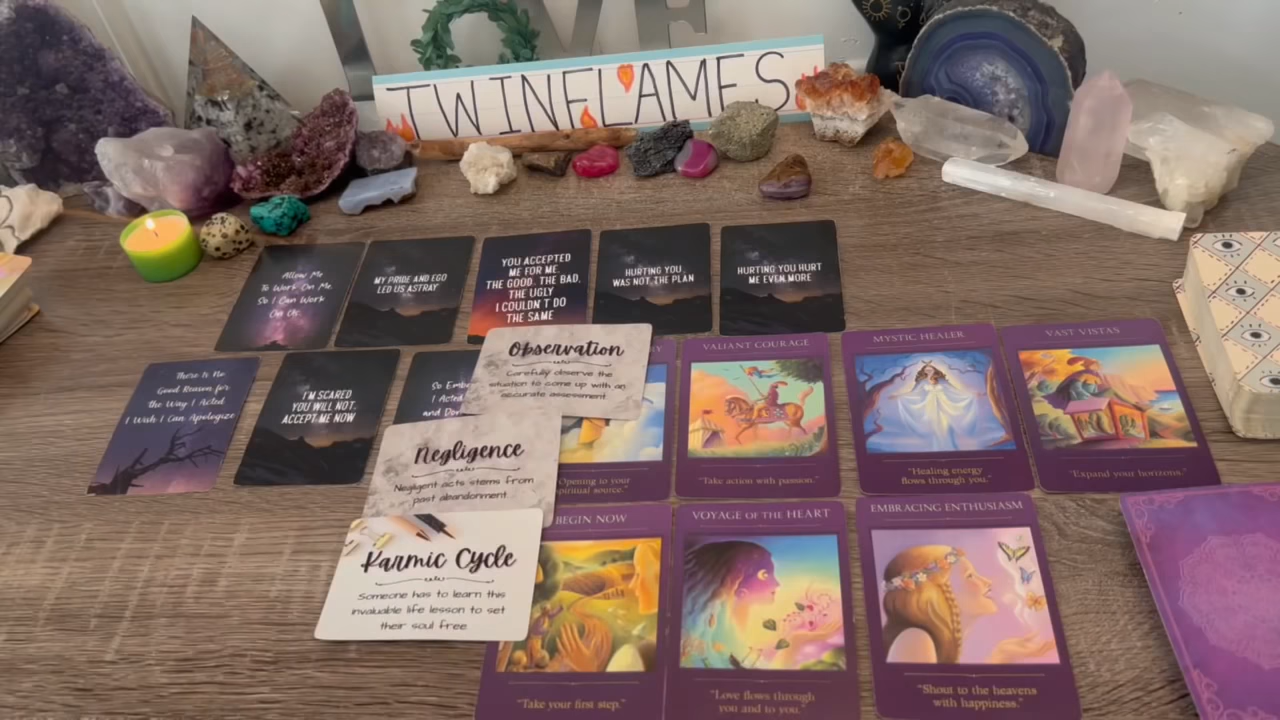 LOVE
TWINFLAMES
Allow Me
To Work On Me,
So I Can Work
On Us.
MY PRIDE AND EGO
LED US ASTRAY
YOU ACCEPTED
ME FOR ME.
THE GOOD. THE BAD.
THE UGLY
I COULDN'T DO
THE SAME
HURTING YOU
WAS NOT THE PLAN
HURTING YOU HURT
ME EVEN MORE
There Is No
Good Reason for
the Way I Acted.
I Wish I Can Apologize
I'M SCARED
YOU WILL NOT
ACCEPT ME NOW
So
I Acted
and
Observation
Carefully observe the
situation to come up with an
accurate assessment.
Negligence
Negligent acts stems from
past abandonment.
Karmic Cycle
Someone has to learn this
invaluable life lesson to set
their soul free.
"Opening to your
spiritual source."
VALIANT COURAGE
"Take action with passion."
MYSTIC HEALER
"Healing energy
flows through you."
VAST VISTAS
"Expand your horizons."
BEGIN NOW
"Take your first step."
VOYAGE OF THE HEART
"Love flows through
you and to you."
EMBRACING ENTHUSIASM
"Shout to the heavens
with happiness."